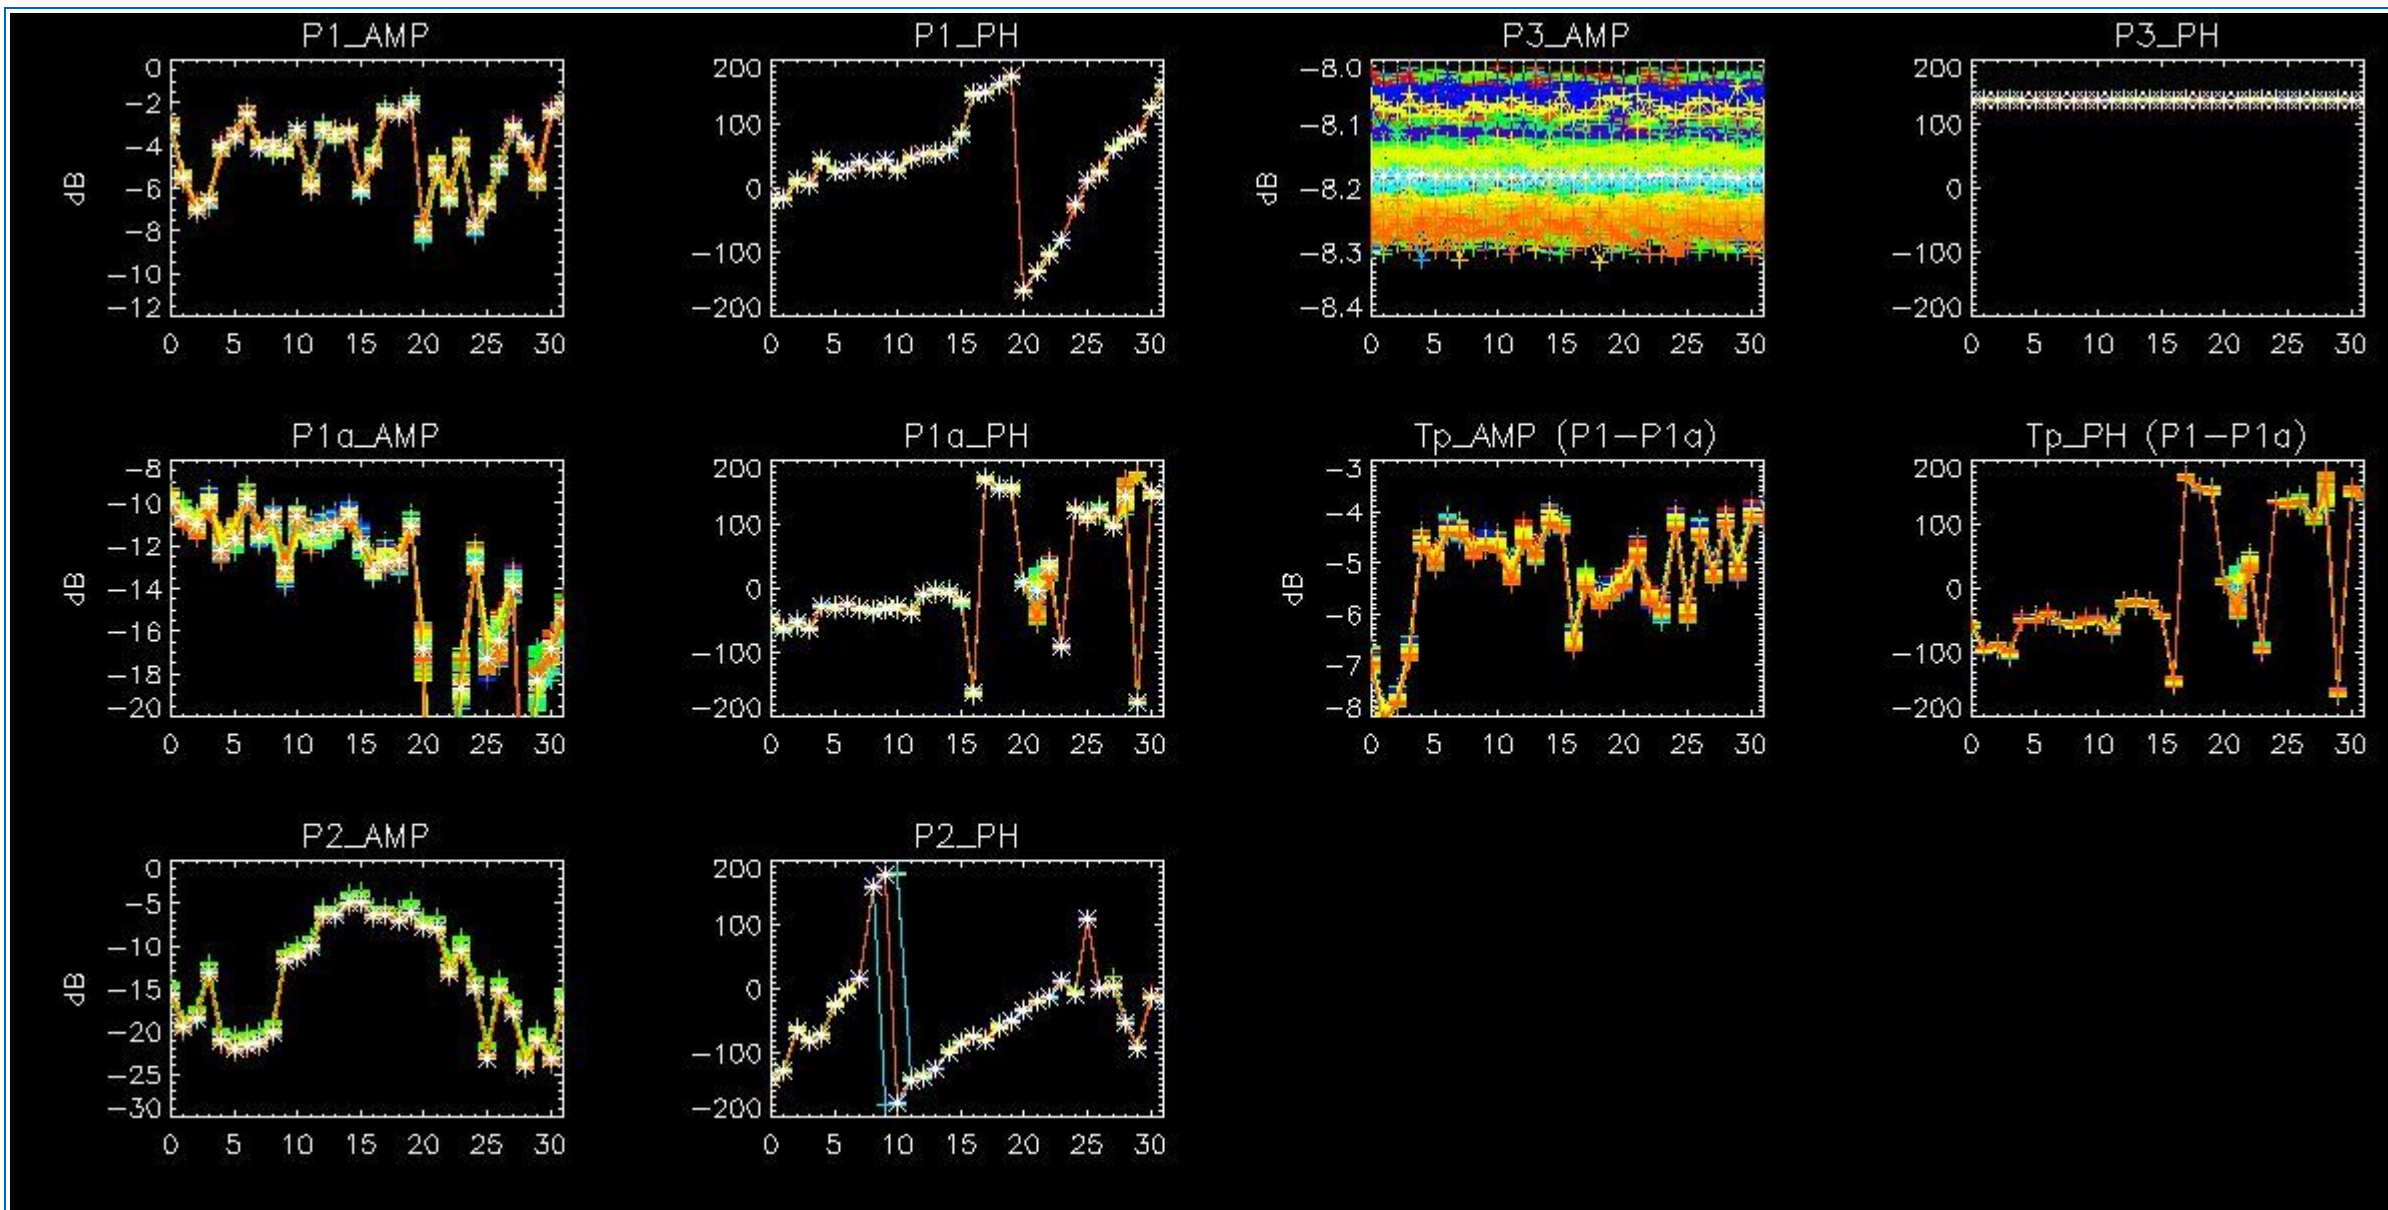 P1_AMP
P1_PH
P3_AMP
P3_PH
0
−2
−4
−6
−8
−10
−12
dB
0 5 10 15 20 25 30
200
100
0
−100
−200
0 5 10 15 20 25 30
−8.0
−8.1
−8.2
−8.3
−8.4
dB
0 5 10 15 20 25 30
200
100
0
−100
−200
0 5 10 15 20 25 30
P1a_AMP
P1a_PH
Tp_AMP (P1−P1a)
Tp_PH (P1−P1a)
−8
−10
−12
−14
−16
−18
−20
dB
0 5 10 15 20 25 30
200
100
0
−100
−200
0 5 10 15 20 25 30
−3
−4
−5
−6
−7
−8
dB
0 5 10 15 20 25 30
200
100
0
−100
−200
0 5 10 15 20 25 30
P2_AMP
P2_PH
0
−5
−10
−15
−20
−25
−30
dB
0 5 10 15 20 25 30
200
100
0
−100
−200
0 5 10 15 20 25 30